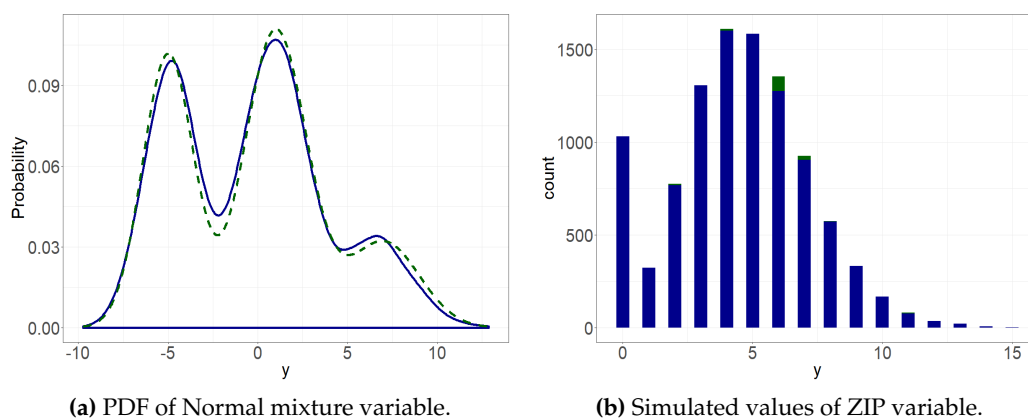 0.09
0.06
0.03
0.00
Probability
-10
-5
0
5
10
y
1500
1000
500
0
count
0
5
10
15
y
(a) PDF of Normal mixture variable.
(b) Simulated values of ZIP variable.